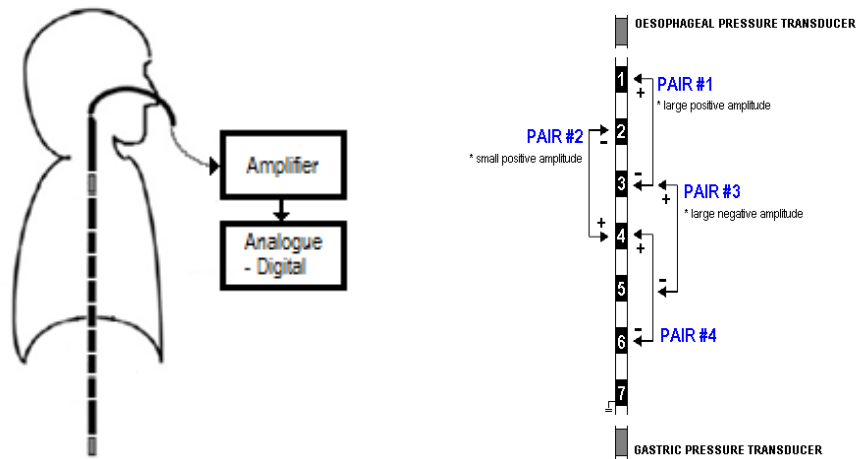 Amplifier
Analogue
- Digital
OESOPHAGEAL PRESSURE TRANSDUCER
1
+
PAIR #1
* large positive amplitude
PAIR #2
* small positive amplitude
2
-
3
-
+
PAIR #3
* large negative amplitude
+
4
+
5
-
6
-
PAIR #4
7
GASTRIC PRESSURE TRANSDUCER